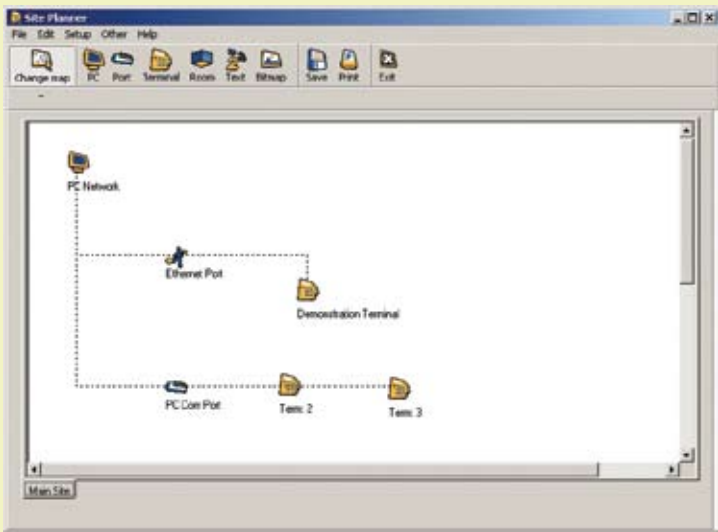 Site Planner
File Edit Setup Other Help
Change map PC Port Terminal Room Text Bitmap Save Print Exit
PC Network
Ethernet Port
Demonstration Terminal
PC Com Port
Term: 2
Term: 3
Main Site